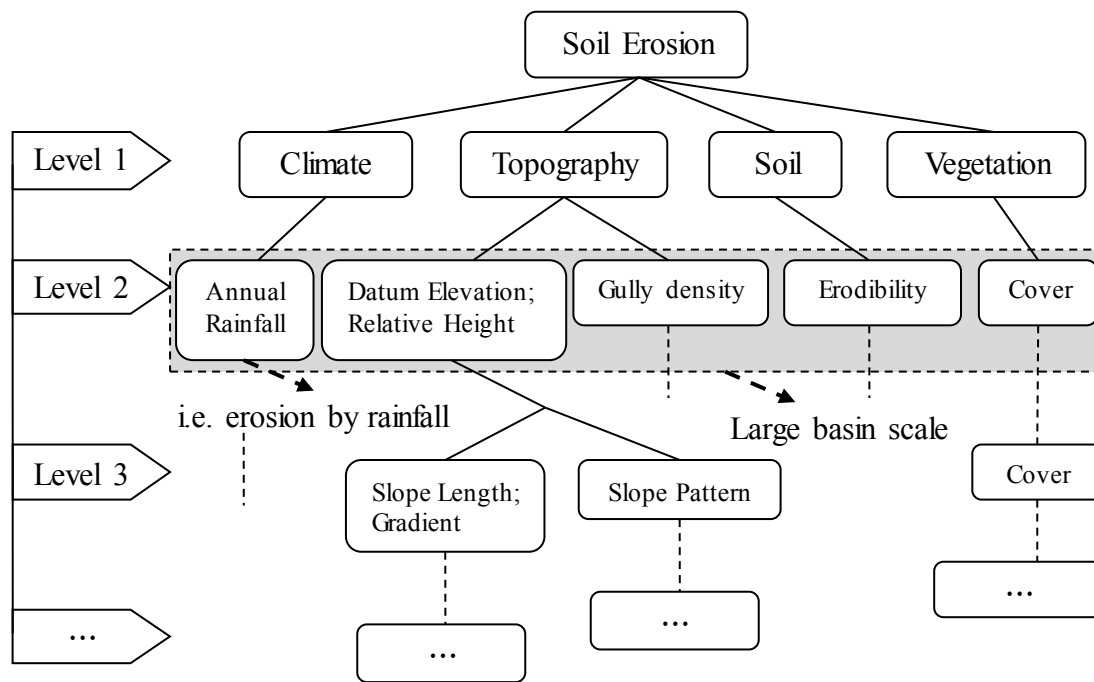 Soil Erosion
Level 1
Climate
Topography
Soil
Vegetation
Level 2
Annual
Rainfall
Datum Elevation;
Relative Height
Gully density
Erodibility
Cover
i.e. erosion by rainfall
Large basin scale
Level 3
Slope Length;
Gradient
Slope Pattern
Cover
...
...
...
...